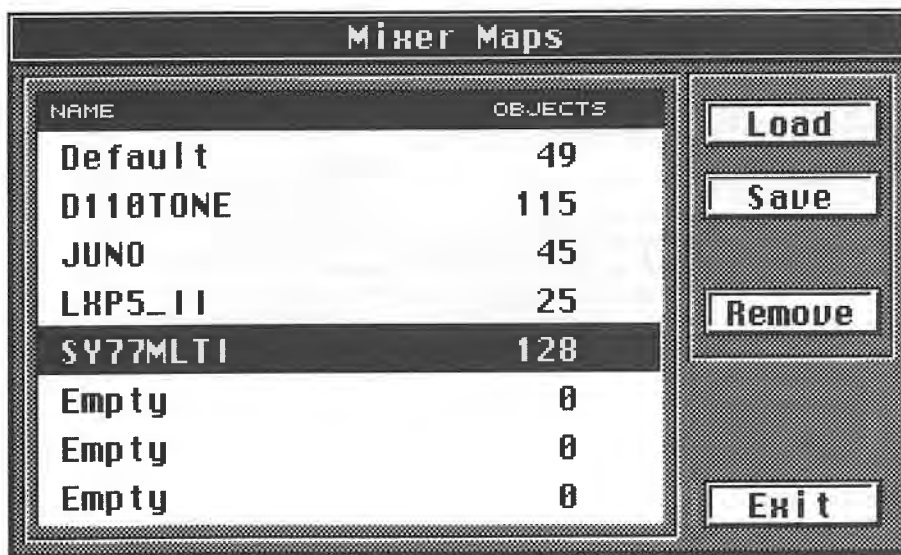 Mixer Maps
NAME OBJECTS
Default 49
D110TONE 115
JUNO 45
LXP5_II 25
SY77MLTI 128
Empty 0
Empty 0
Empty 0
Load
Save
Remove
Exit